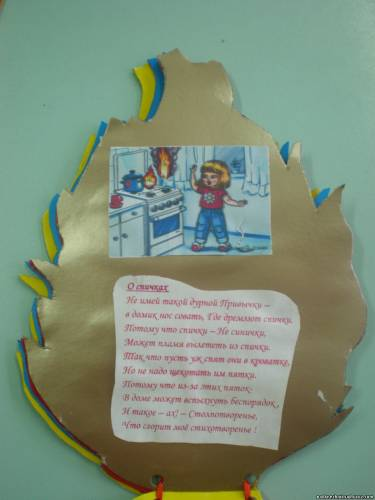 О спичках
Не имей такой дурной Привычки –
в домик нос совать, Где дремлют спички,
Потому что спички – Не синички,
Может пламя вылететь из спички.
Так что пусть уж спят они в кроватке,
Но не надо щекотать им пятки,
Потому что из-за этих пяток-
В доме может вспыхнуть беспорядок,
И такое – ах! – Столпотворенье,
Что сгорит моё стихотворенье !